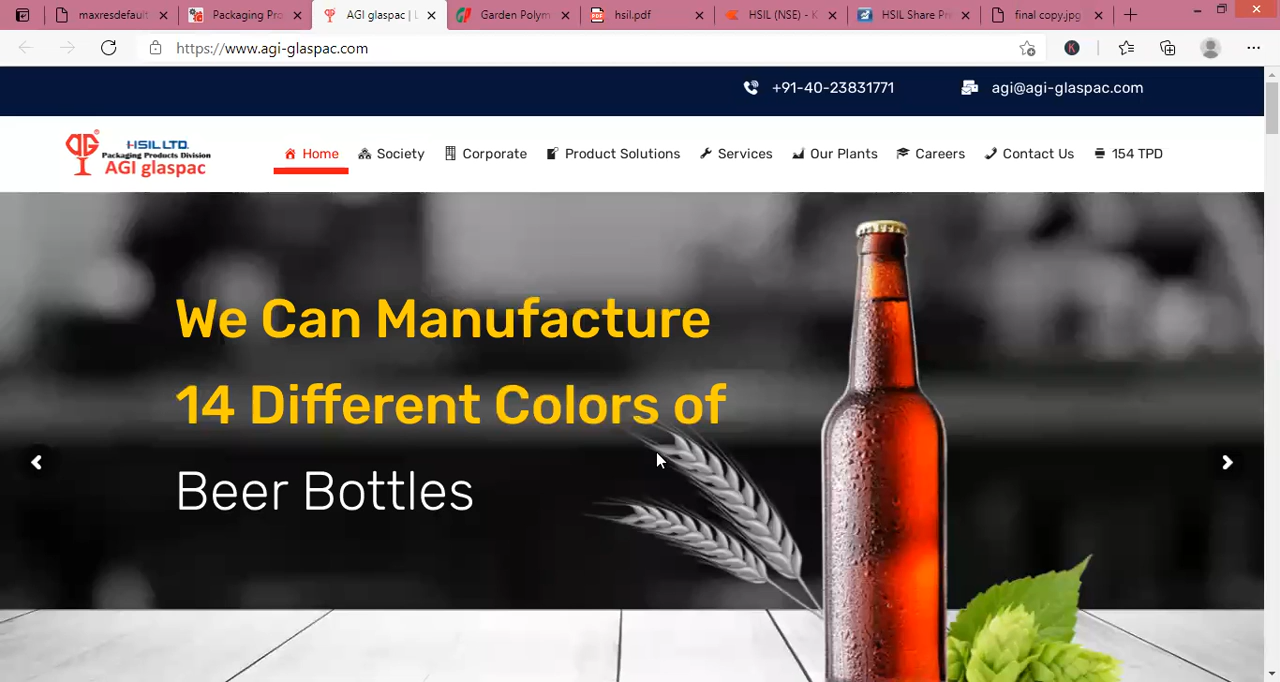 maxresdefault
Packaging Pro
AGI glaspac | L
Garden Polym
hsil.pdf
HSIL (NSE) - K
HSIL Share Pr
final copy.jpg
https://www.agi-glaspac.com
K
+91-40-23831771
agi@agi-glaspac.com
HSIL LTD.
Packaging Products Division
AGI glaspac
Home
Society
Corporate
Product Solutions
Services
Our Plants
Careers
Contact Us
154 TPD
We Can Manufacture
14 Different Colors of
Beer Bottles